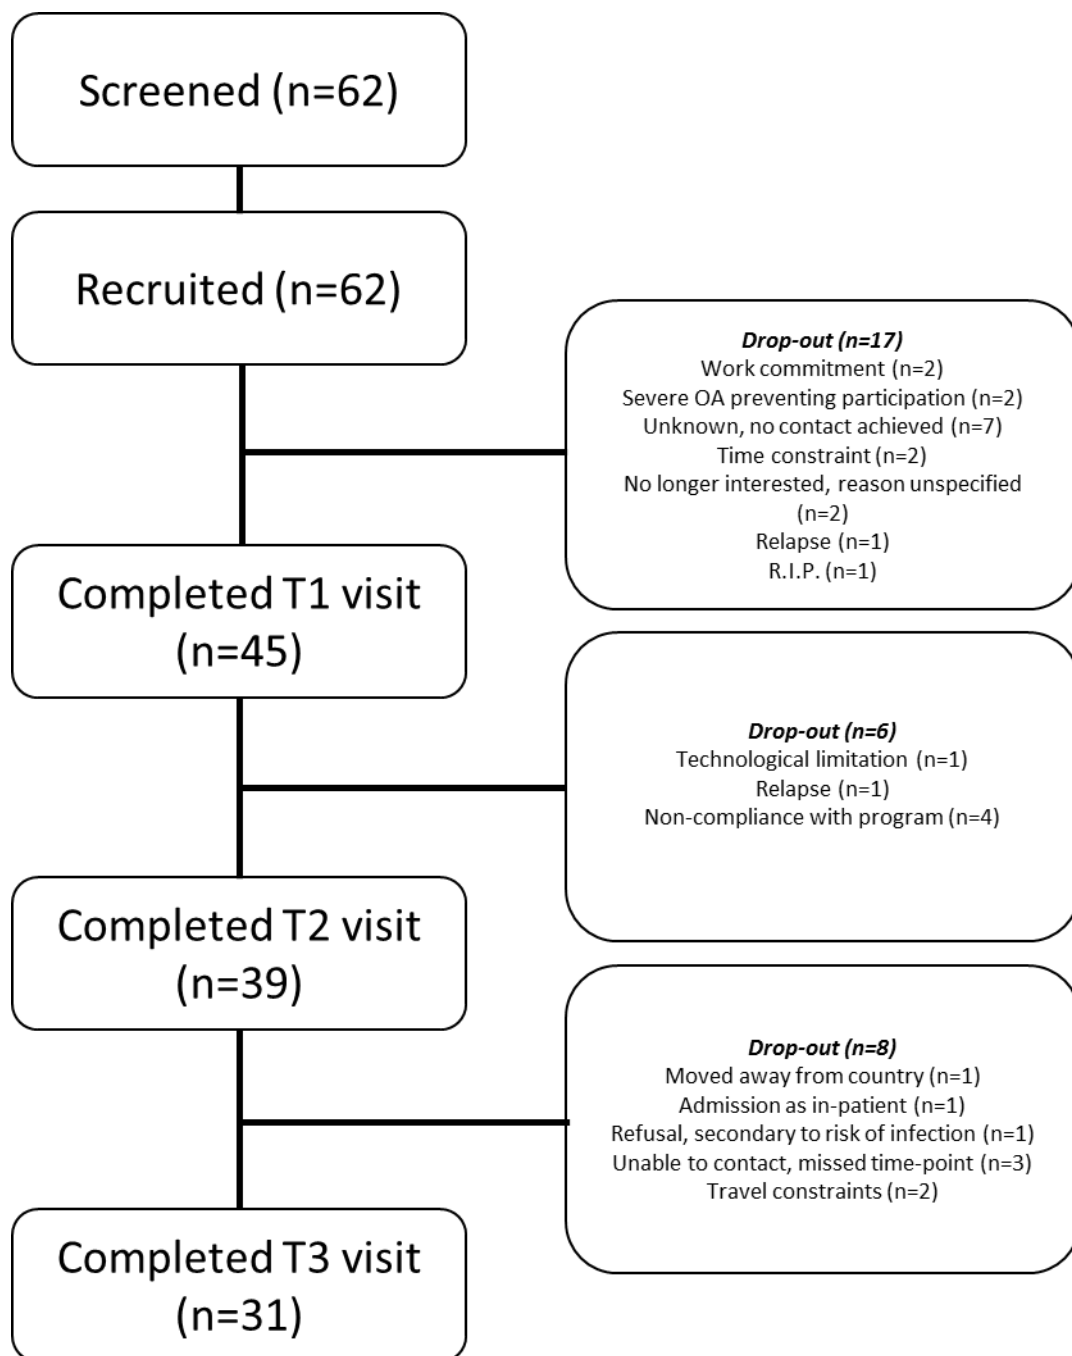 Screened (n=62)
Recruited (n=62)
Drop-out (n=17)
Work commitment (n=2)
Severe OA preventing participation (n=2)
Unknown, no contact achieved (n=7)
Time constraint (n=2)
No longer interested, reason unspecified
(n=2)
Relapse (n=1)
R.I.P. (n=1)
Completed T1 visit
(n=45)
Drop-out (n=6)
Technological limitation (n=1)
Relapse (n=1)
Non-compliance with program (n=4)
Completed T2 visit
(n=39)
Drop-out (n=8)
Moved away from country (n=1)
Admission as in-patient (n=1)
Refusal, secondary to risk of infection (n=1)
Unable to contact, missed time-point (n=3)
Travel constraints (n=2)
Completed T3 visit
(n=31)